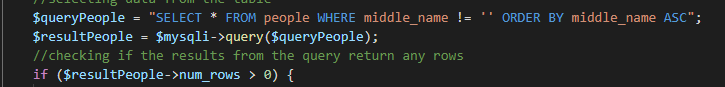 //selecting data from the table
$queryPeople = "SELECT * FROM people WHERE middle_name != '' ORDER BY middle_name ASC";
$resultPeople = $mysqli->query($queryPeople);
//checking if the results from the query return any rows
if ($resultPeople->num_rows > 0) {